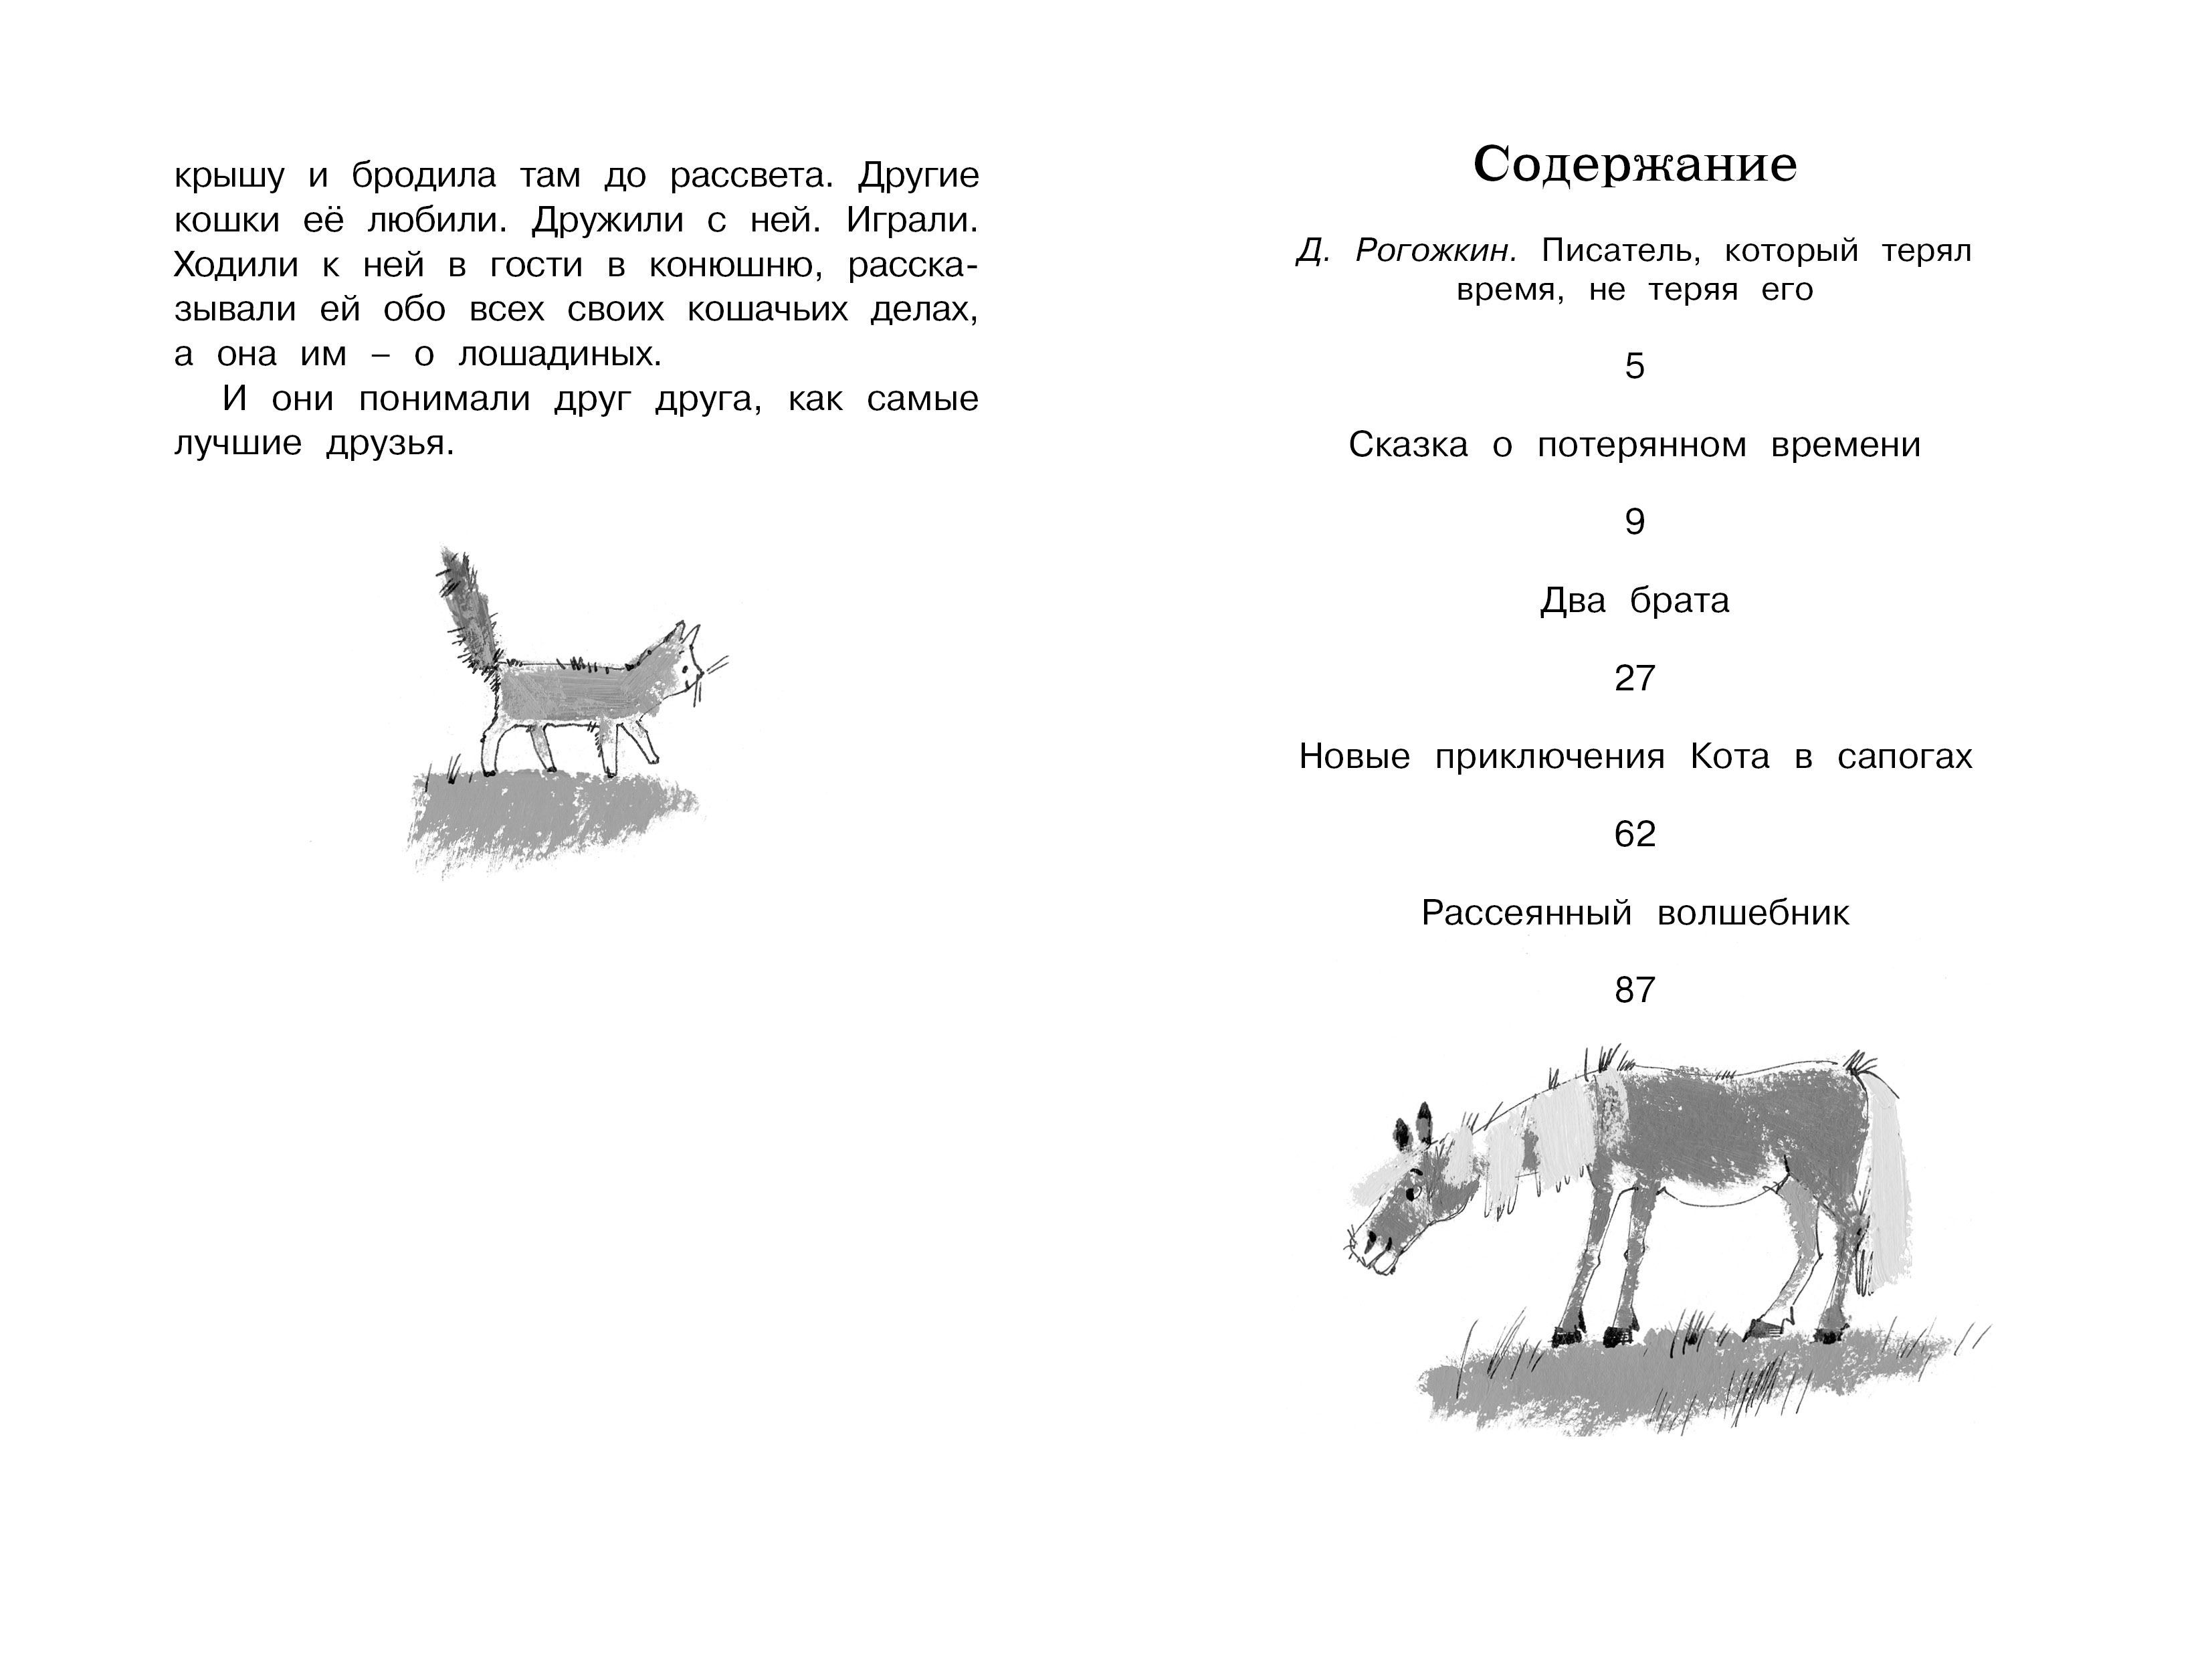 крышу и бродила там до рассвета. Другие
кошки её любили. Дружили с ней. Играли.
Ходили к ней в гости в конюшню, расска-
зывали ей обо всех своих кошачьих делах,
а она им – о лошадиных.
И они понимали друг друга, как самые
лучшие друзья.
Содержание
Д. Рогожкин. Писатель, который терял
время, не теряя его
5
Сказка о потерянном времени
9
Два брата
27
Новые приключения Кота в сапогах
62
Рассеянный волшебник
87